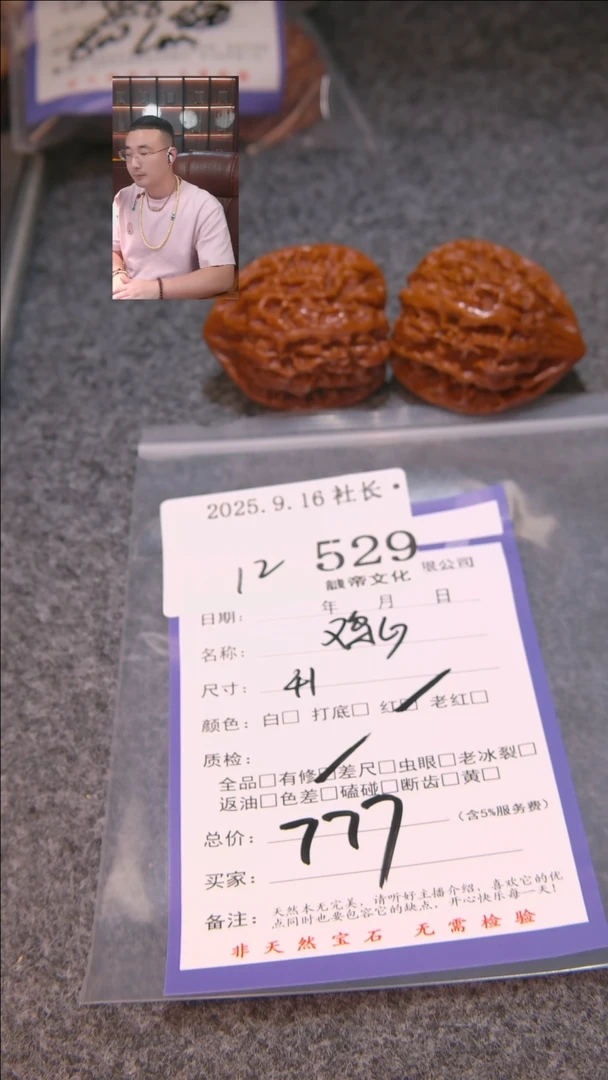 2025.9.16 社长
12 529
谜帝文化 限公司
日期： 年 月 日
名称： 鸡心
尺寸： 41
颜色：白□ 打底□ 红□ 老红□
质检：
全品□有修□差尺□虫眼□老冰裂□
返油□色差□磕碰□断齿□黄□
总价： 777 （含5%服务费）
买家：
备注：天然本无完美，请听好主播介绍，喜欢它的优
点同时也要包容它的缺点，开心快乐每一天！
非天然宝石 无需检验